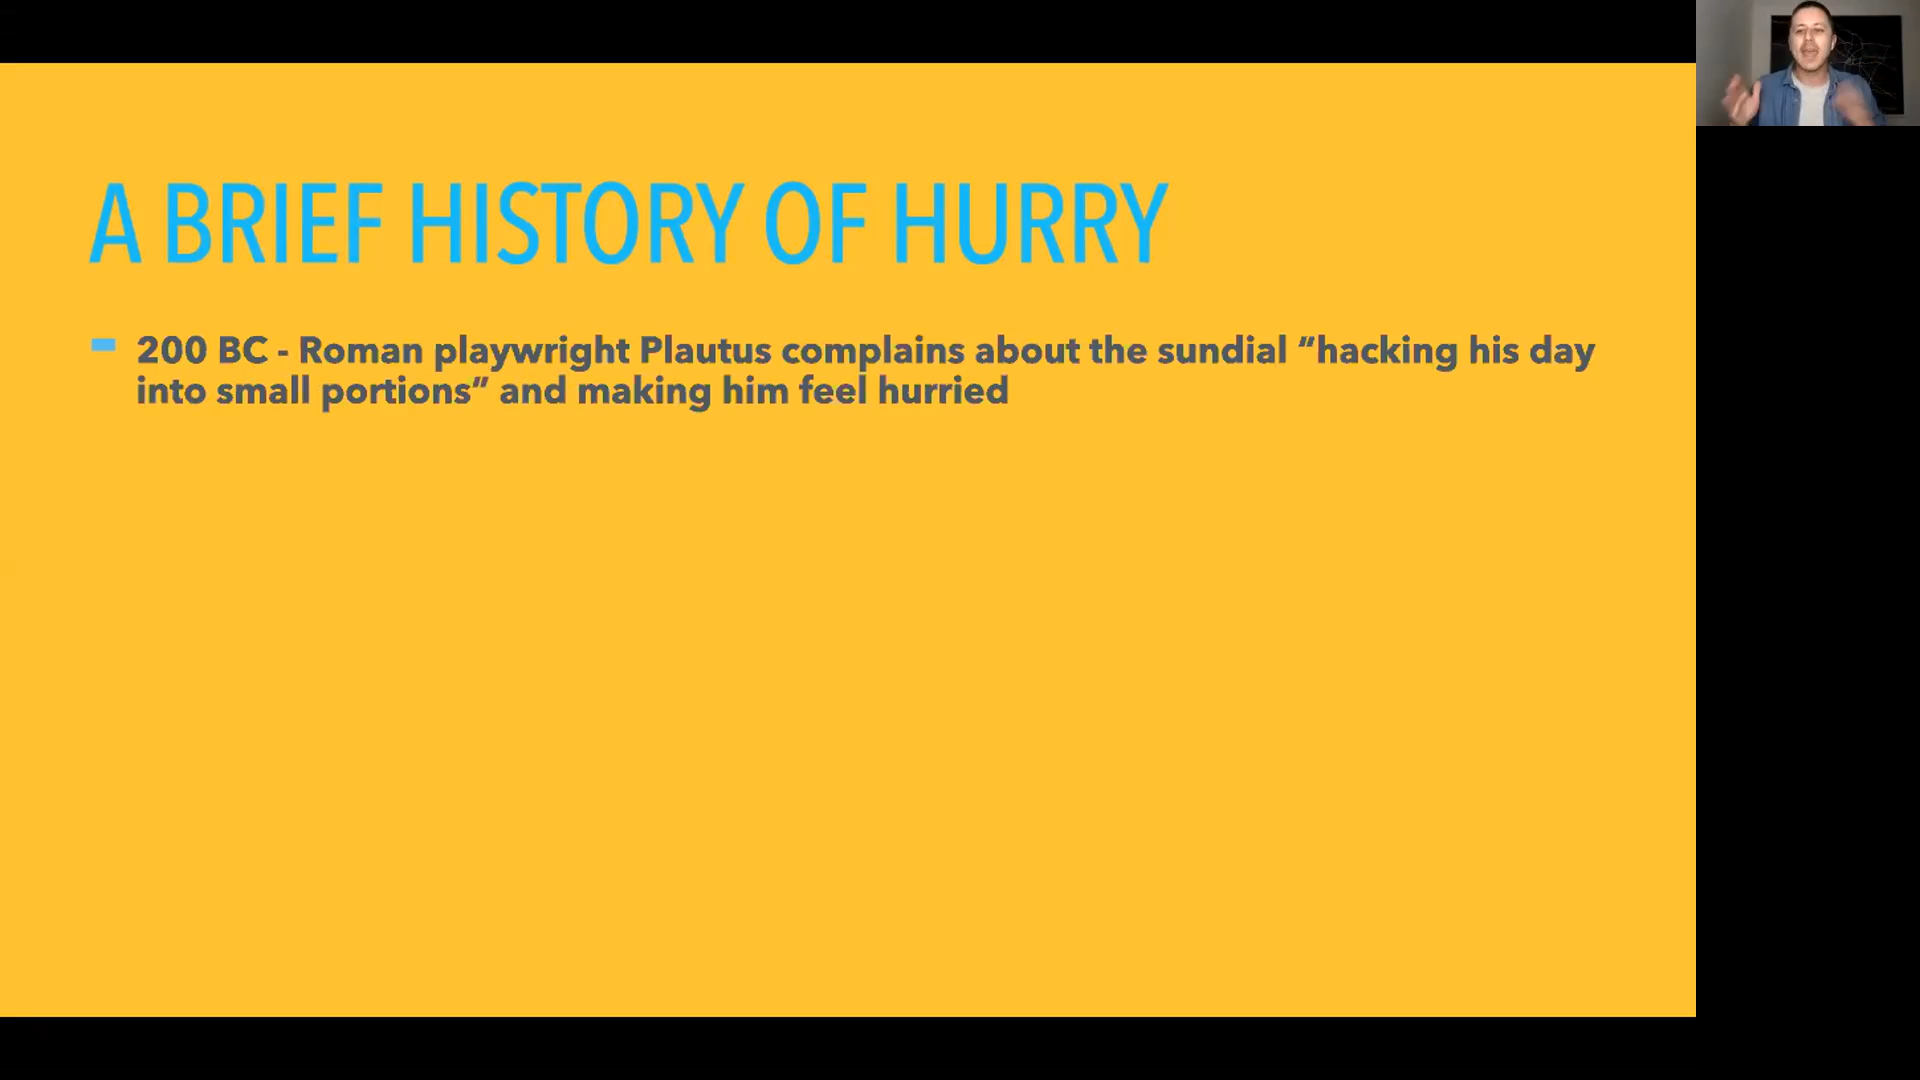 A BRIEF HISTORY OF HURRY
200 BC - Roman playwright Plautus complains about the sundial “hacking his day
into small portions” and making him feel hurried